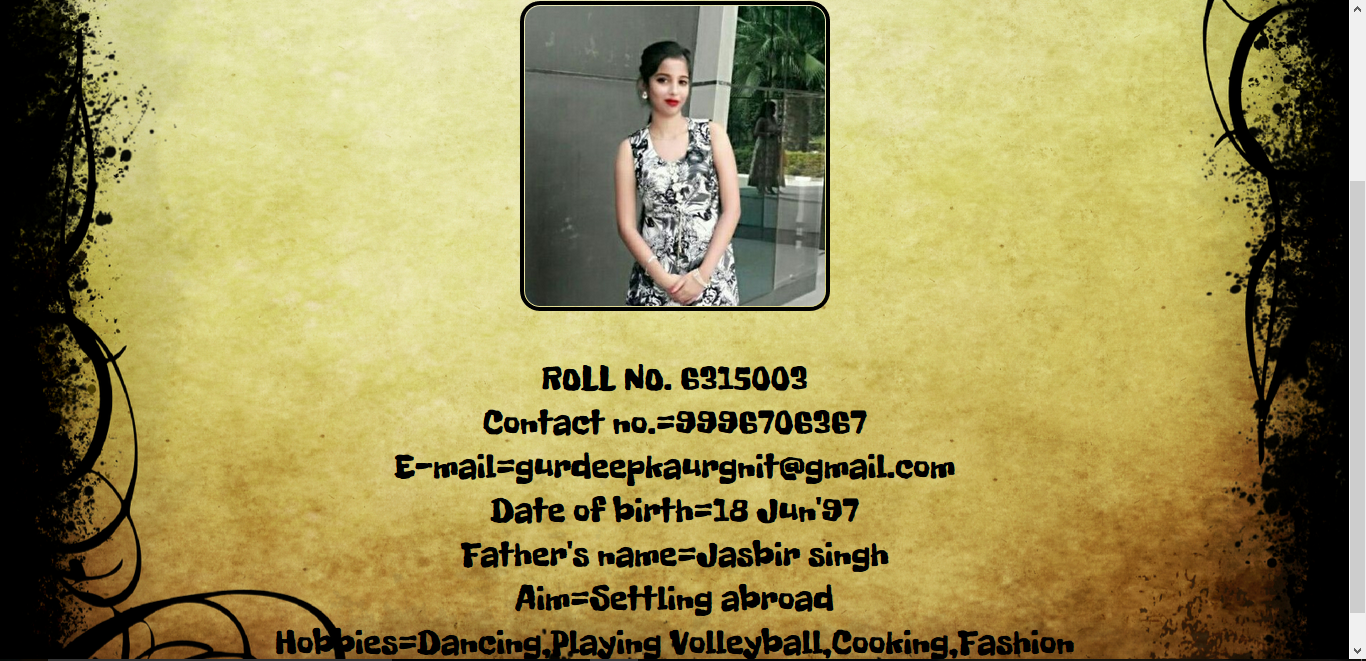 ROLL No. 6315003
Contact no.=9996706367
E-mail=gurdeepkaurgnit@gmail.com
Date of birth=18 Jun'97
Father's name=Jasbir singh
Aim=Settling abroad
Hobbies=Dancing,Playing Volleyball,Cooking,Fashion